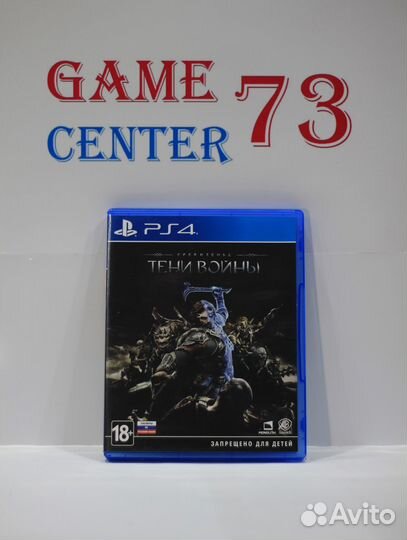 GAME
CENTER
73
PS4
СРЕДИЗЕМЬЕ
ТЕНИ ВОЙНЫ
18+
ЗАПРЕЩЕНО ДЛЯ ДЕТЕЙ
Avito